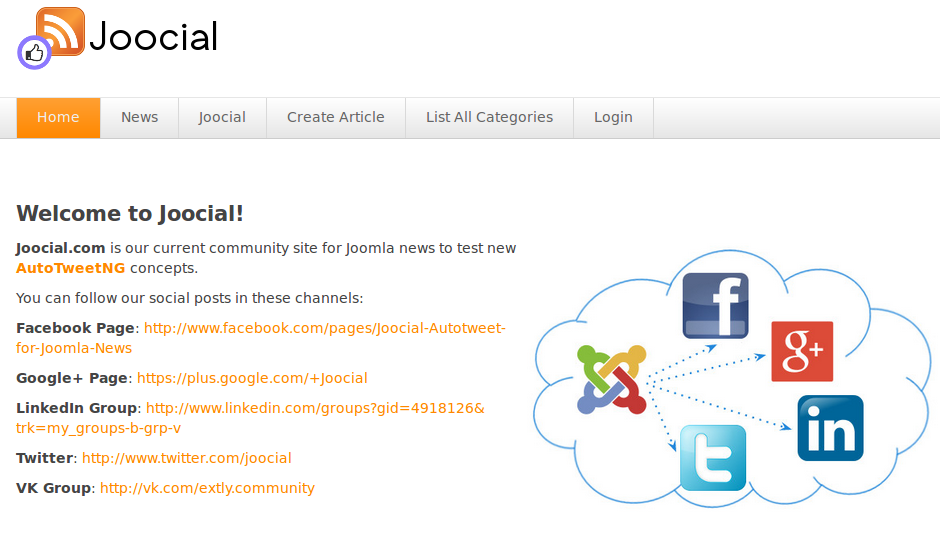 Joocial
Home News Joocial Create Article List All Categories Login
Welcome to Joocial!
Joocial.com is our current community site for Joomla news to test new
AutoTweetNG concepts.
You can follow our social posts in these channels:
Facebook Page: http://www.facebook.com/pages/Joocial-Autotweet-
for-Joomla-News
Google+ Page: https://plus.google.com/+Joocial
LinkedIn Group: http://www.linkedin.com/groups?gid=4918126&
trk=my_groups-b-grp-v
Twitter: http://www.twitter.com/joocial
VK Group: http://vk.com/extly.community
f
g+
in
t